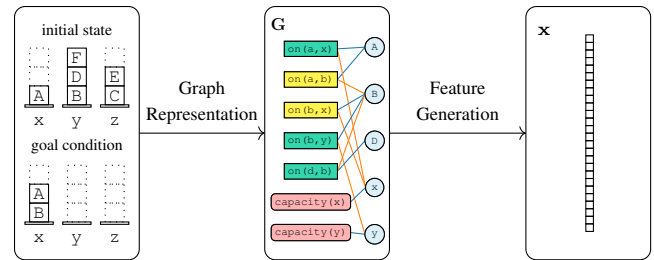 initial state
F
D E
A B C
x y z
goal condition
A
B
x y z
Graph
Representation
G
on(a,x)
on(a,b)
on(b,x)
on(b,y)
on(d,b)
capacity(x)
capacity(y)
A
B
D
x
y
Feature
Generation
x